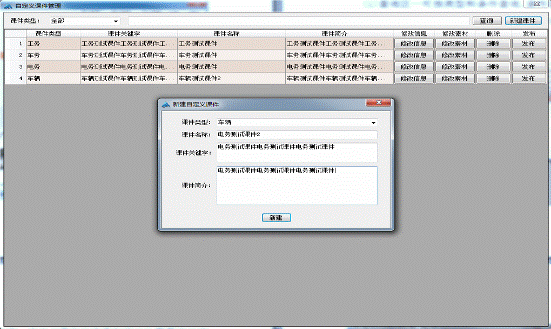 自定义课件管理
课件类型: 全部 查询 新建课件
课件类型 课件关键字 课件名称 课件简介 修改信息 修改素材 删除 发布
1 工务 工务测试课件工务测试课件工... 工务测试课件 工务测试课件工务测试课件工务... 修改信息 修改素材 删除 发布
2 车务 车务测试课件车务测试课件车... 车务测试课件 车务测试课件车务测试课件车务... 修改信息 修改素材 删除 发布
3 电务 电务测试课件电务测试课件电... 电务测试课件 电务测试课件电务测试课件电务... 修改信息 修改素材 删除 发布
4 车辆 车辆测试课件车辆测试课件车... 车辆测试课件2 车辆测试课件车辆测试课件车辆... 修改信息 修改素材 删除 发布
新建自定义课件
课件类型: 车辆
课件名称: 电务测试课件2
课件关键字: 电务测试课件电务测试课件电务测试课件
课件简介: 电务测试课件电务测试课件电务测试课件
新建